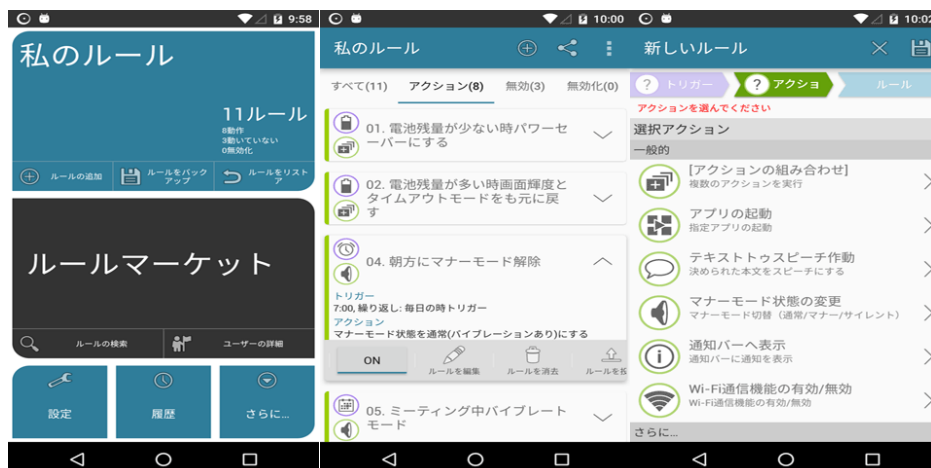 9:58
私のルール
11ルール
8動作
3動いていない
0無効化
ルールの追加
ルールをバック
アップ
ルールをリスト
ア
ルールマーケット
ルールの検索
ユーザーの詳細
設定
履歴
さらに...
10:00
私のルール
すべて(11)
アクション(8)
無効(3)
無効化(0)
01. 電池残量が少ない時パワーセ
ーバーにする
02. 電池残量が多い時画面輝度と
タイムアウトモードをも元に戻
す
04. 朝方にマナーモード解除
トリガー
7:00, 繰り返し: 毎日の時トリガー
アクション
マナーモード状態を通常(バイブレーションあり)にする
ON
ルールを編集
ルールを消去
ルールを投
05. ミーティング中バイブレート
モード
10:02
新しいルール
? トリガー
? アクショ
ルール
アクションを選んでください
選択アクション
一般的
[アクションの組み合わせ]
複数のアクションを実行
アプリの起動
指定アプリの起動
テキストトゥスピーチ作動
決められた本文をスピーチにする
マナーモード状態の変更
マナーモード切替（通常/マナー/サイレント）
通知バーへ表示
通知バーに通知を表示
Wi-Fi通信機能の有効/無効
Wi-Fi通信機能の有効/無効
さらに...